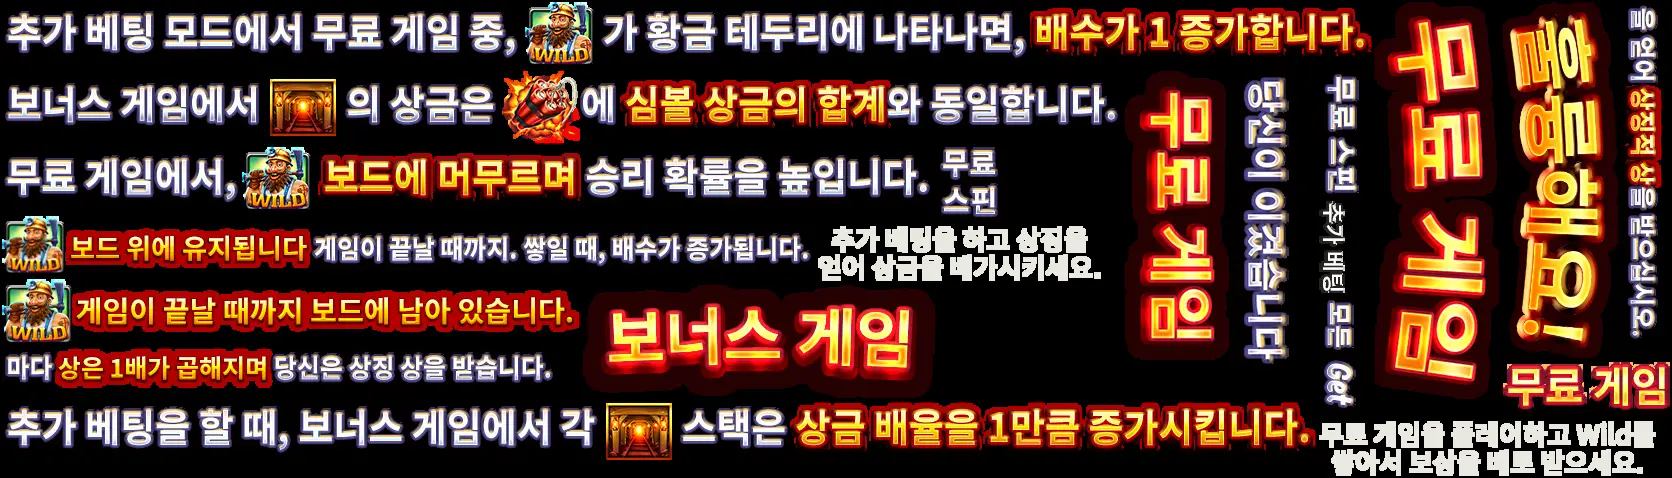 추가 베팅 모드에서 무료 게임 중, WILD 가 황금 테두리에 나타나면, 배수가 1 증가합니다.
보너스 게임에서 의 상금은 에 심볼 상금의 합계와 동일합니다.
무료 게임에서, WILD 보드에 머무르며 승리 확률을 높입니다.
무료
스핀
WILD 보드 위에 유지됩니다 게임이 끝날 때까지. 쌓일 때, 배수가 증가됩니다.
추가 베팅을 하고 상징을
얻어 상금을 배가시키세요.
WILD 게임이 끝날 때까지 보드에 남아 있습니다.
보너스 게임
마다 상은 1배가 곱해지며 당신은 상징 상을 받습니다.
추가 베팅을 할 때, 보너스 게임에서 각 스택은 상금 배율을 1만큼 증가시킵니다.
무료 게임
당신이 이겼습니다
무료 스핀 추가 베팅 모든 Get
무료 게임
훌륭해요!
을 얻어 상징적 상을 받으십시오.
무료 게임
무료 게임을 플레이하고 Wild를
쌓아서 보상을 배로 받으세요.